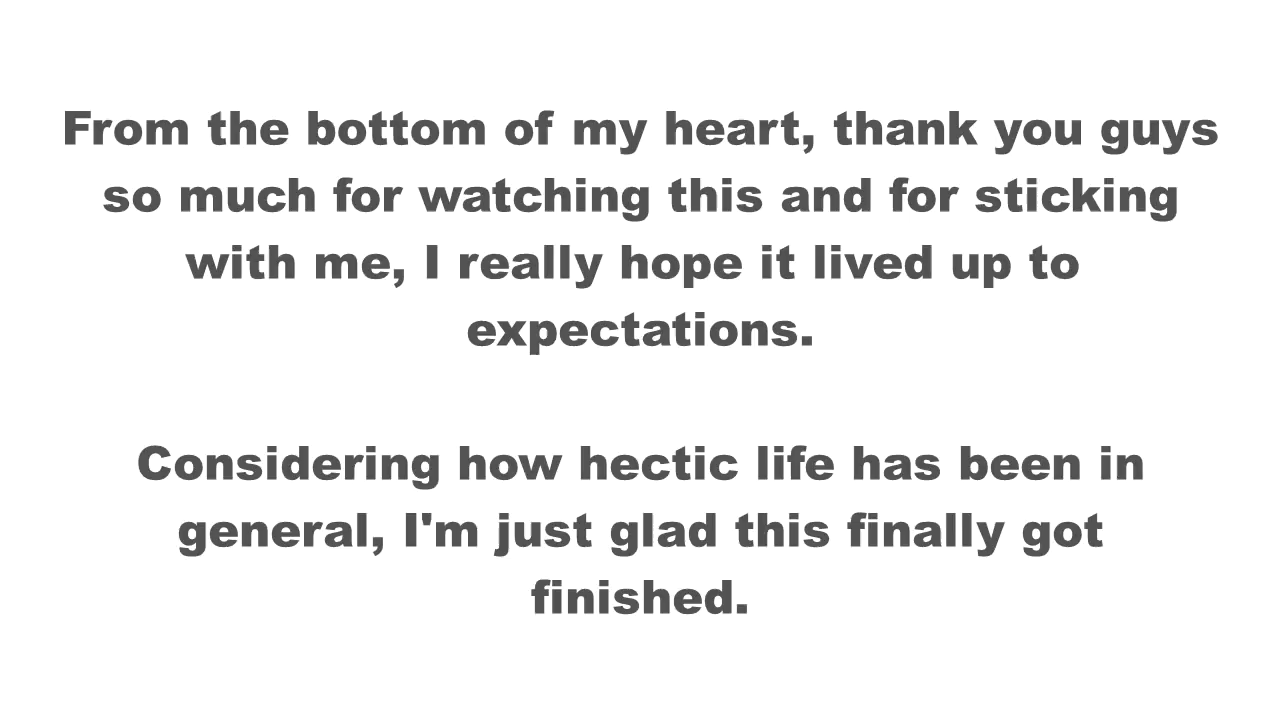 From the bottom of my heart, thank you guys
so much for watching this and for sticking
with me, I really hope it lived up to
expectations.
Considering how hectic life has been in
general, I'm just glad this finally got
finished.